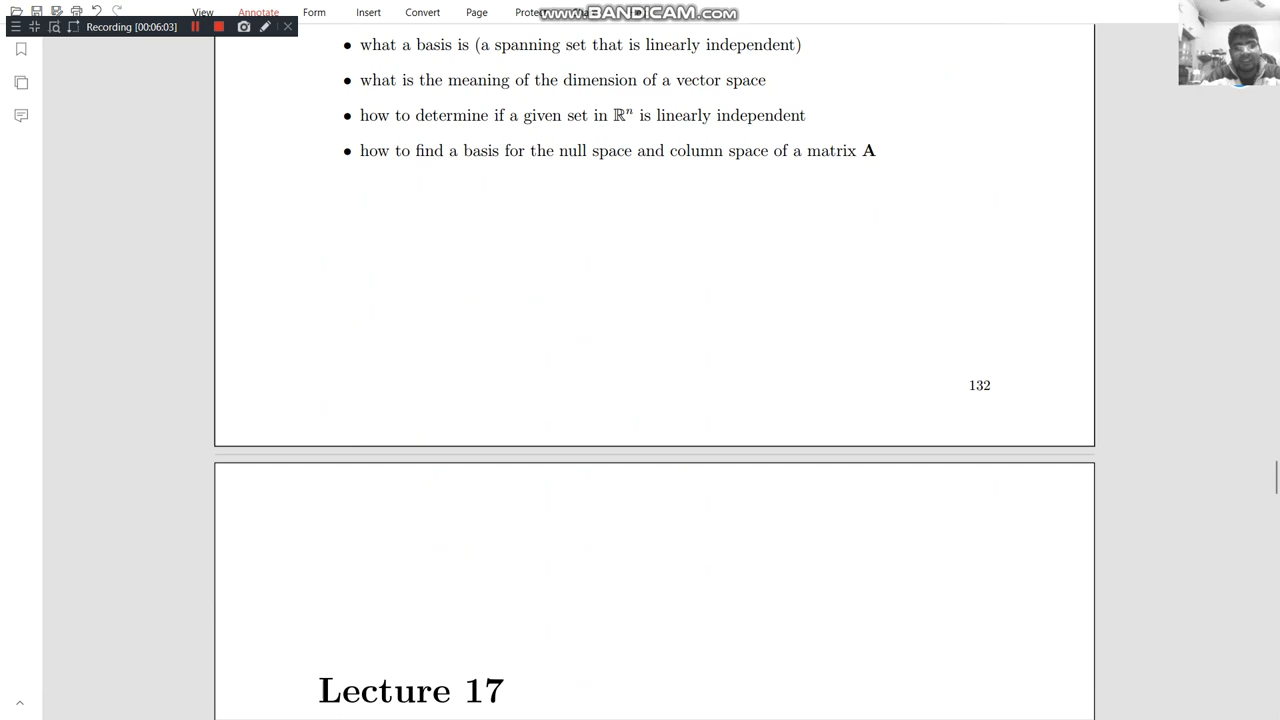 View Annotate Form Insert Convert Page Prote
www.BANDICAM.com
Recording [00:06:03]
• what a basis is (a spanning set that is linearly independent)
• what is the meaning of the dimension of a vector space
• how to determine if a given set in ℝⁿ is linearly independent
• how to find a basis for the null space and column space of a matrix A
132
Lecture 17